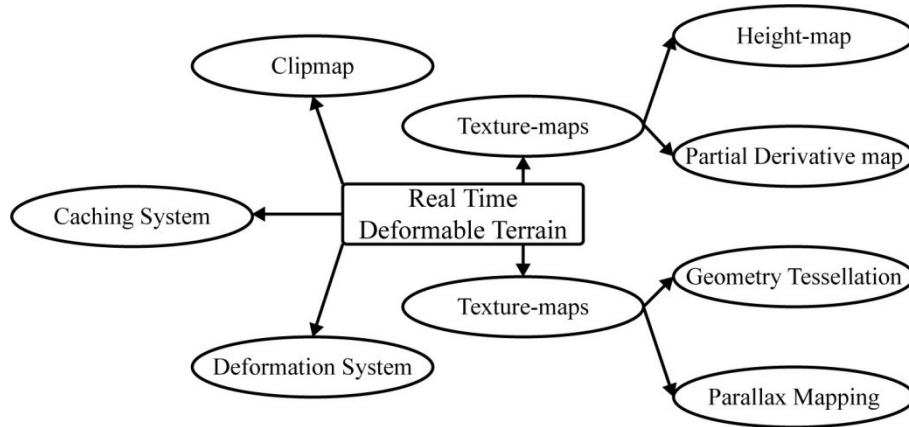 Height-map
Clipmap
Texture-maps
Partial Derivative map
Real Time
Deformable Terrain
Caching System
Geometry Tessellation
Texture-maps
Deformation System
Parallax Mapping